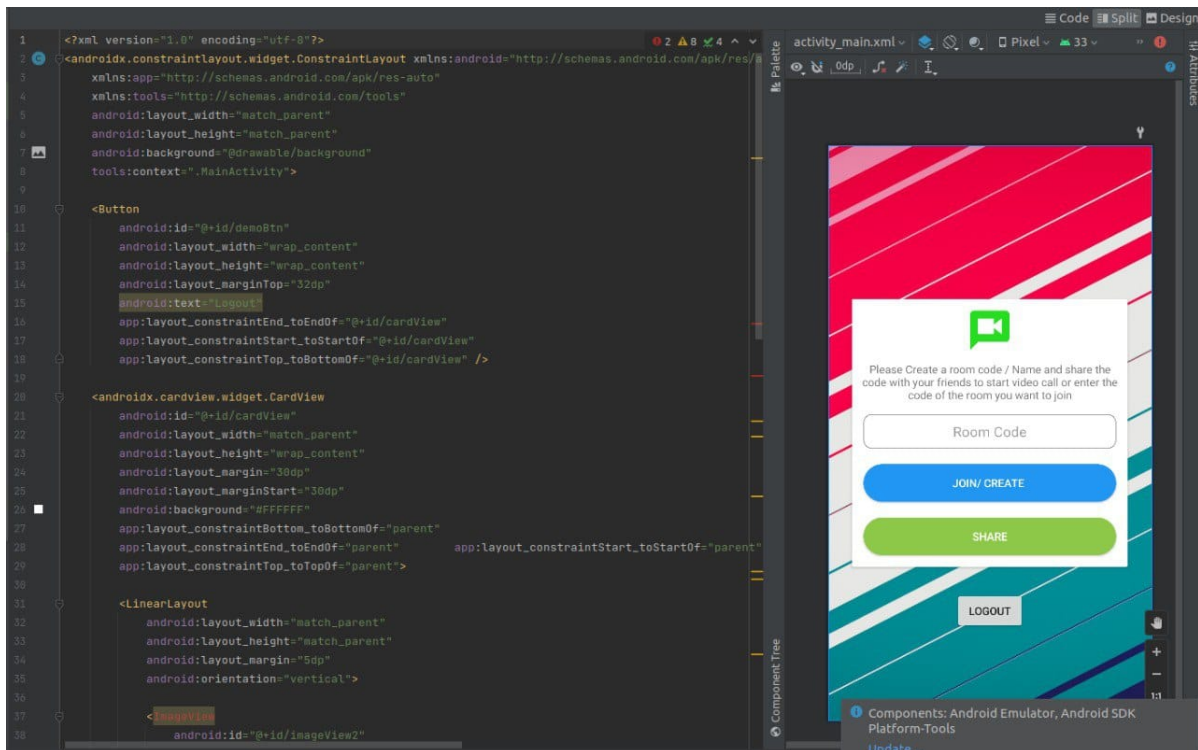 Code Split Design
1 <?xml version="1.0" encoding="utf-8"?>
2 8 4
2 <androidx.constraintlayout.widget.ConstraintLayout xmlns:android="http://schemas.android.com/apk/res/a
3 xmlns:app="http://schemas.android.com/apk/res-auto"
4 xmlns:tools="http://schemas.android.com/tools"
5 android:layout_width="match_parent"
6 android:layout_height="match_parent"
7 android:background="@drawable/background"
8 tools:context=".MainActivity">
9
10 <Button
11 android:id="@+id/demoBtn"
12 android:layout_width="wrap_content"
13 android:layout_height="wrap_content"
14 android:layout_marginTop="32dp"
15 android:text="Logout"
16 app:layout_constraintEnd_toEndOf="@+id/cardView"
17 app:layout_constraintStart_toStartOf="@+id/cardView"
18 app:layout_constraintTop_toBottomOf="@+id/cardView" />
19
20 <androidx.cardview.widget.CardView
21 android:id="@+id/cardView"
22 android:layout_width="match_parent"
23 android:layout_height="wrap_content"
24 android:layout_margin="30dp"
25 android:layout_marginStart="30dp"
26 android:background="#FFFFFF"
27 app:layout_constraintBottom_toBottomOf="parent"
28 app:layout_constraintEnd_toEndOf="parent" app:layout_constraintStart_toStartOf="parent"
29 app:layout_constraintTop_toTopOf="parent">
30
31 <LinearLayout
32 android:layout_width="match_parent"
33 android:layout_height="match_parent"
34 android:layout_margin="5dp"
35 android:orientation="vertical">
36
37 <ImageView
38 android:id="@+id/imageView2"
Palette
Component Tree
activity_main.xml Pixel 33
0dp
Attributes
Please Create a room code / Name and share the
code with your friends to start video call or enter the
code of the room you want to join
Room Code
JOIN/ CREATE
SHARE
LOGOUT
1:1
Components: Android Emulator, Android SDK
Platform-Tools
Update